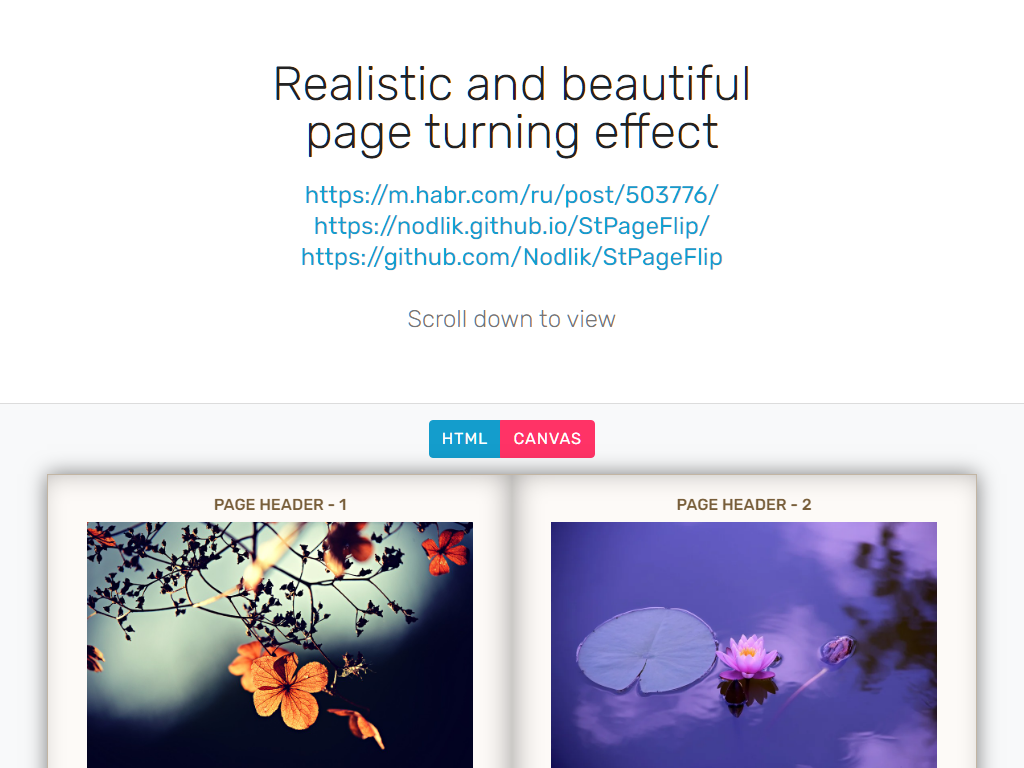 Realistic and beautiful
page turning effect
https://m.habr.com/ru/post/503776/
https://nodlik.github.io/StPageFlip/
https://github.com/Nodlik/StPageFlip
Scroll down to view
HTML CANVAS
PAGE HEADER - 1
PAGE HEADER - 2